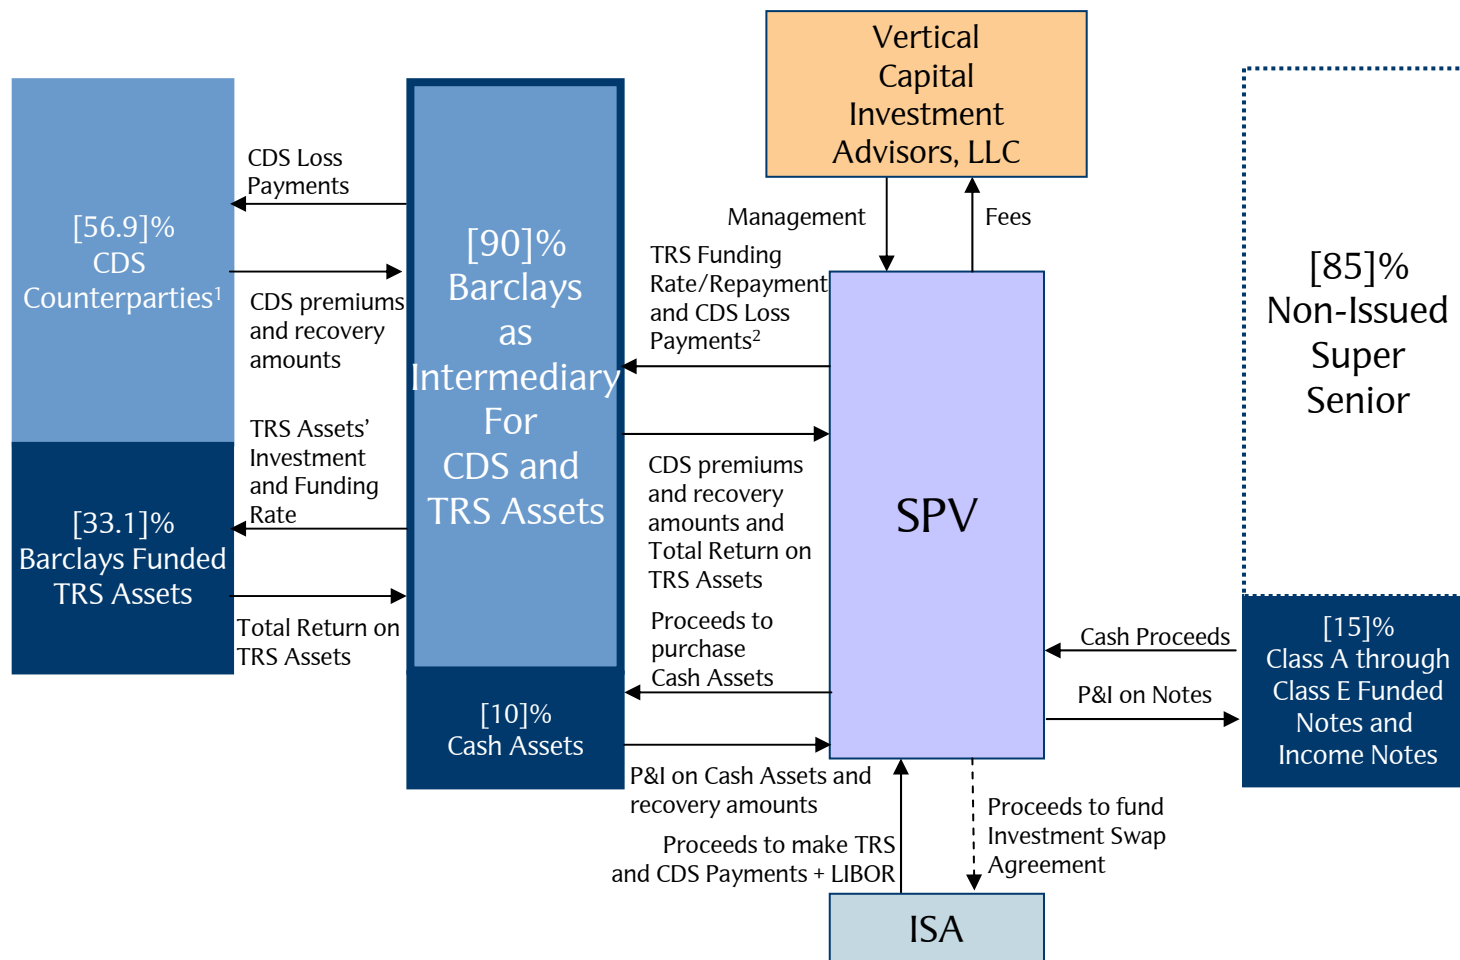 Vertical
Capital
Investment
Advisors, LLC
Management
Fees
[56.9]%
CDS
Counterparties¹
CDS Loss
Payments
CDS premiums
and recovery
amounts
TRS Assets’
Investment
and Funding
Rate
[33.1]%
Barclays Funded
TRS Assets
Total Return on
TRS Assets
[90]%
Barclays
as
Intermediary
For
CDS and
TRS Assets
[10]%
Cash Assets
TRS Funding
Rate/Repayment
and CDS Loss
Payments²
CDS premiums
and recovery
amounts and
Total Return on
TRS Assets
Proceeds to
purchase
Cash Assets
P&I on Cash Assets and
recovery amounts
SPV
[85]%
Non-Issued
Super
Senior
Cash Proceeds
P&I on Notes
[15]%
Class A through
Class E Funded
Notes and
Income Notes
Proceeds to make TRS
and CDS Payments + LIBOR
Proceeds to fund
Investment Swap
Agreement
ISA